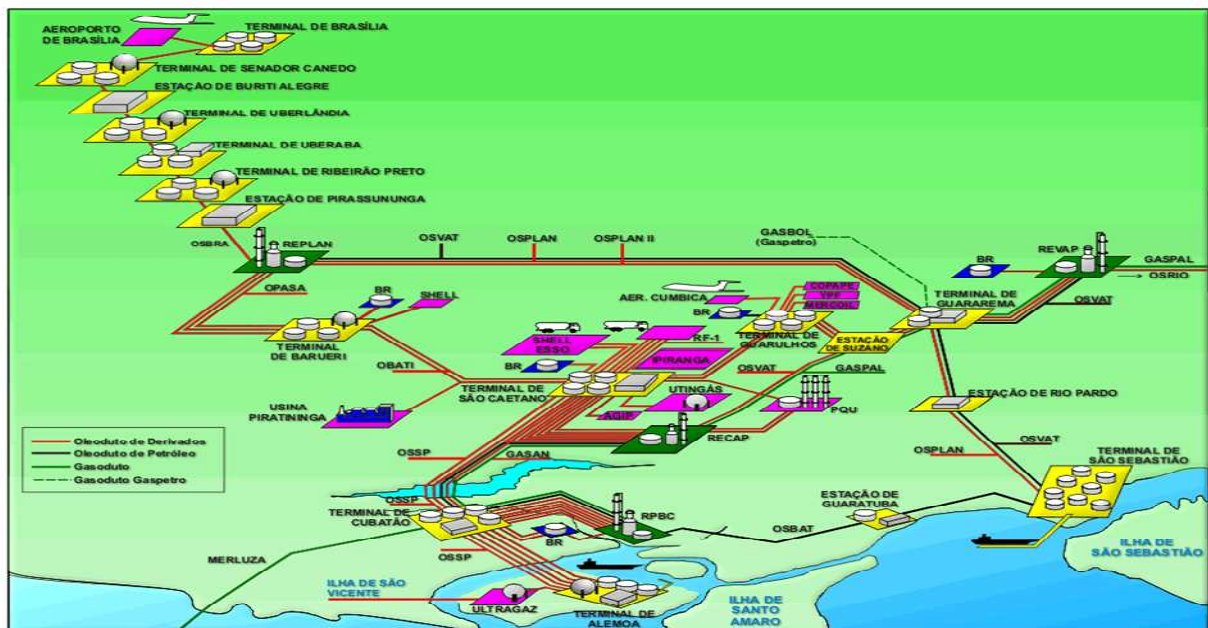 AEROPORTO
DE BRASÍLIA
TERMINAL DE BRASÍLIA
TERMINAL DE SENADOR CANEDO
ESTAÇÃO DE BURITI ALEGRE
TERMINAL DE UBERLÂNDIA
TERMINAL DE UBERABA
TERMINAL DE RIBEIRÃO PRETO
ESTAÇÃO DE PIRASSUNUNGA
OSBRA
REPLAN
OSVAT
OSPLAN
OSPLAN II
GASBOL
(Gaspetro)
REVAP
BR
GASPAL
OSRIO
OSVAT
OPASA
BR
SHELL
TERMINAL
DE BARUERI
AER. CUMBICA
COPAPE
YPF
MERCOIL
BR
TERMINAL DE
GUARULHOS
TERMINAL DE
GUARAREMA
ESTAÇÃO
DE SUZANO
SHELL
ESSO
RF-1
IPIRANGA
BR
OBATI
TERMINAL DE
SÃO CAETANO
OSVAT
GASPAL
UTINGÁS
AGIP
PQU
RECAP
USINA
PIRATININGA
ESTAÇÃO DE RIO PARDO
OSVAT
OSPLAN
TERMINAL DE
SÃO SEBASTIÃO
Oleoduto de Derivados
Oleoduto de Petróleo
Gasoduto
Gasoduto Gaspetro
OSSP
GASAN
OSSP
TERMINAL DE
CUBATÃO
RPBC
BR
ESTAÇÃO DE
GUARATUBA
OSBAT
MERLUZA
OSSP
ILHA DE SÃO
VICENTE
ULTRAGAZ
TERMINAL DE
ALEMOA
ILHA DE
SANTO
AMARO
ILHA DE
SÃO SEBASTIÃO